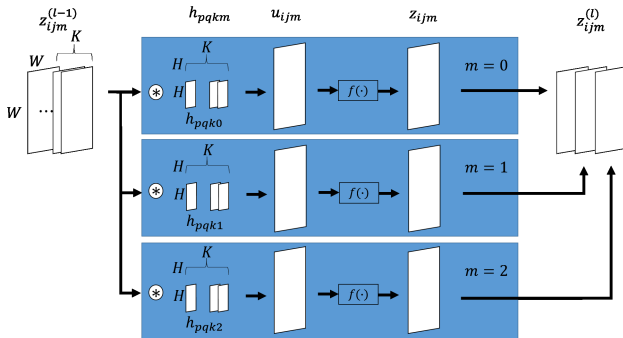 z_{ijm}^{(l-1)} h_{pqkm} u_{ijm} z_{ijm} z_{ijm}^{(l)}
K
W
W
...
K
H
H
h_{pqk0}
f(·)
m = 0
K
H
H
h_{pqk1}
f(·)
m = 1
K
H
H
h_{pqk2}
f(·)
m = 2